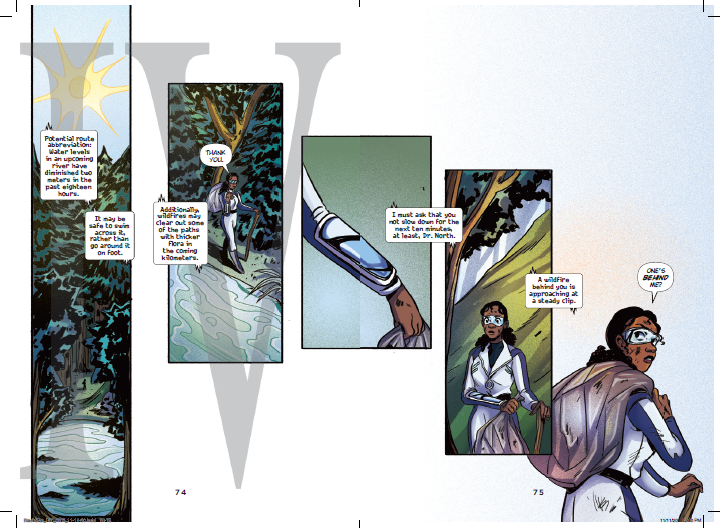 IV
Potential route
abbreviation:
Water levels
in an upcoming
river have
diminished two
meters in the
past eighteen
hours.
It may be
safe to swim
across it,
rather than
go around it
on foot.
THANK
YOU.
Additionally,
wildfires may
clear out some
of the paths
with thicker
flora in
the coming
kilometers.
I must ask that you
not slow down for the
next ten minutes,
at least, Dr. North.
A wildfire
behind you is
approaching at
a steady clip.
ONE'S
BEHIND
ME?
74
75